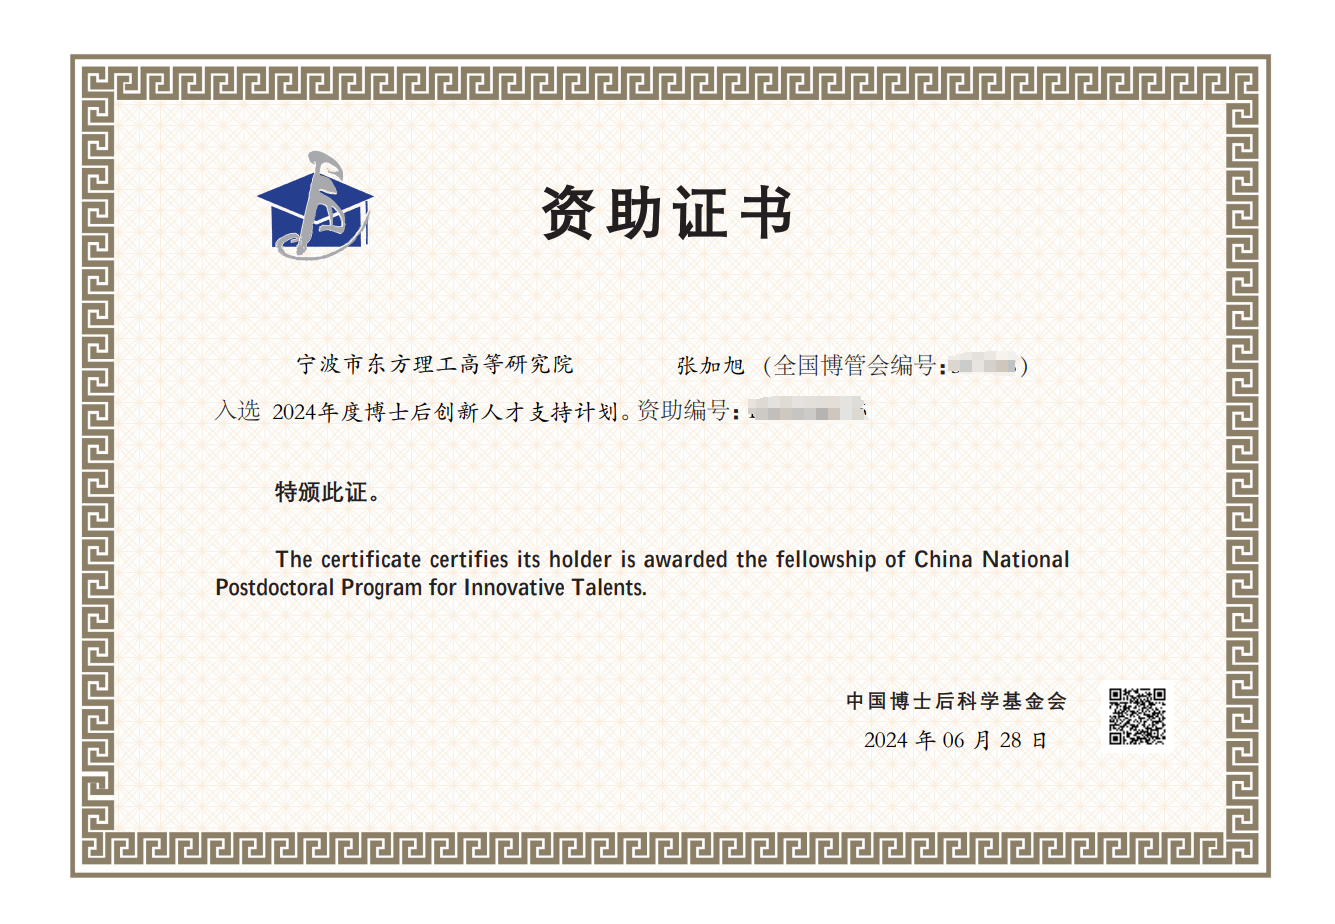 资助证书
宁波市东方理工高等研究院 张加旭 (全国博管会编号: )
入选 2024年度博士后创新人才支持计划。资助编号:
特颁此证。
The certificate certifies its holder is awarded the fellowship of China National
Postdoctoral Program for Innovative Talents.
中国博士后科学基金会
2024 年 06 月 28 日